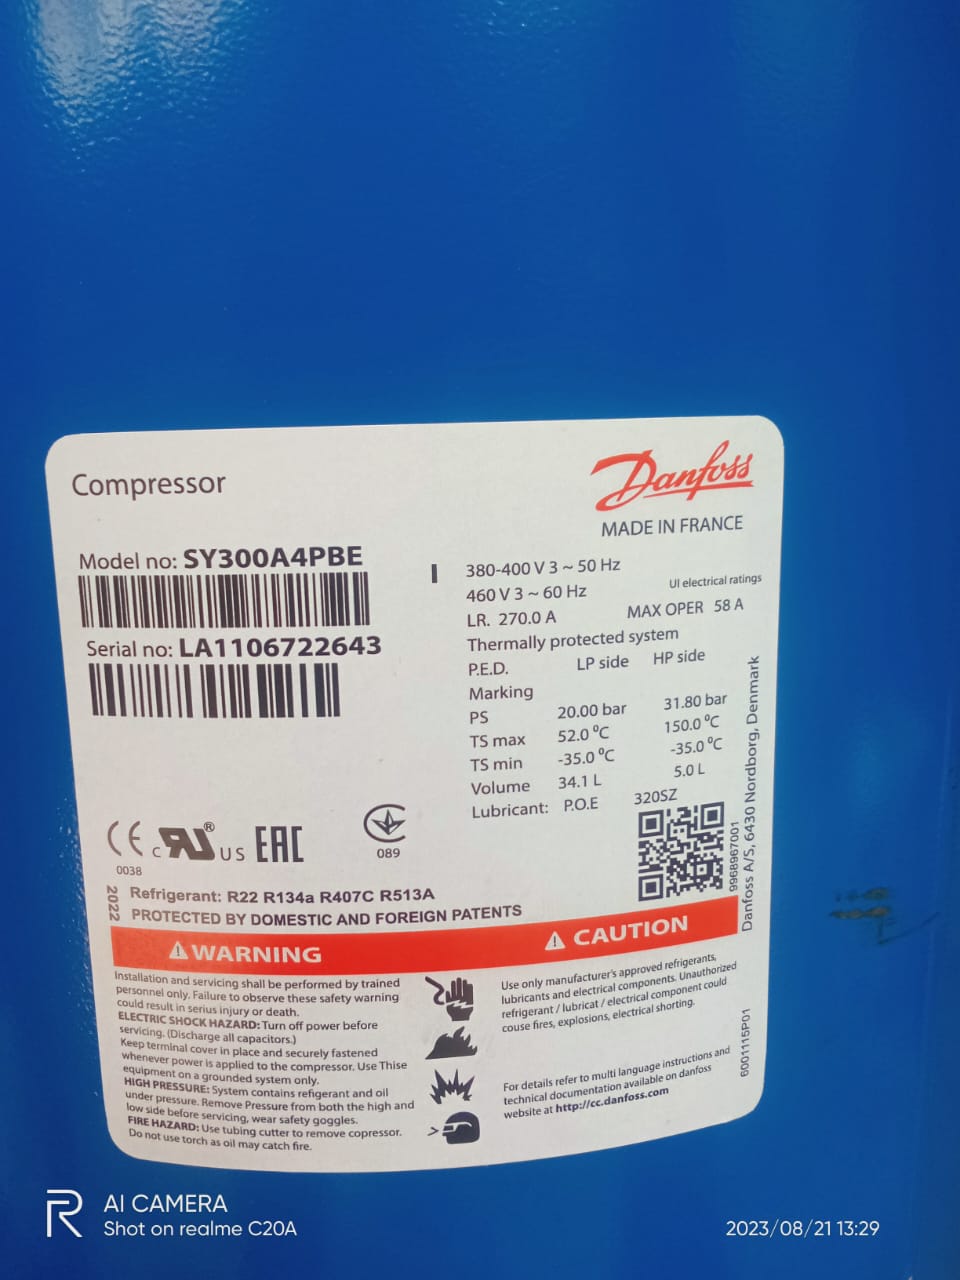 Compressor
Danfoss
MADE IN FRANCE
Model no: SY300A4PBE
Serial no: LA1106722643
I
380-400 V 3 ~ 50 Hz
460 V 3 ~ 60 Hz
UI electrical ratings
LR. 270.0 A
MAX OPER 58 A
Thermally protected system
P.E.D. LP side HP side
Marking
PS 20.00 bar 31.80 bar
TS max 52.0 °C 150.0 °C
TS min -35.0 °C -35.0 °C
Volume 34.1 L 5.0 L
Lubricant: P.O.E 320SZ
CE
0038
c RU ® US
EAC
089
9968967001
Danfoss A/S, 6430 Nordborg, Denmark
2022
Refrigerant: R22 R134a R407C R513A
PROTECTED BY DOMESTIC AND FOREIGN PATENTS
WARNING
Installation and servicing shall be performed by trained
personnel only. Failure to observe these safety warning
could result in serius injury or death.
ELECTRIC SHOCK HAZARD: Turn off power before
servicing. (Discharge all capacitors.)
Keep terminal cover in place and securely fastened
whenever power is applied to the compressor. Use Thise
equipment on a grounded system only.
HIGH PRESSURE: System contains refigerant and oil
under pressure. Remove Pressure from both the high and
low side before servicing, wear safety goggles.
FIRE HAZARD: Use tubing cutter to remove copressor.
Do not use torch as oil may catch fire.
CAUTION
Use only manufacturer's approved refrigerants,
lubricants and electrical components. Unauthorized
refrigerant / lubricat / electrical component could
couse fires, explosions, electrical shorting.
For details refer to multi language instructions and
technical documentation available on danfoss
website at http://cc.danfoss.com
6001115P01
R
AI CAMERA
Shot on realme C20A
2023/08/21 13:29